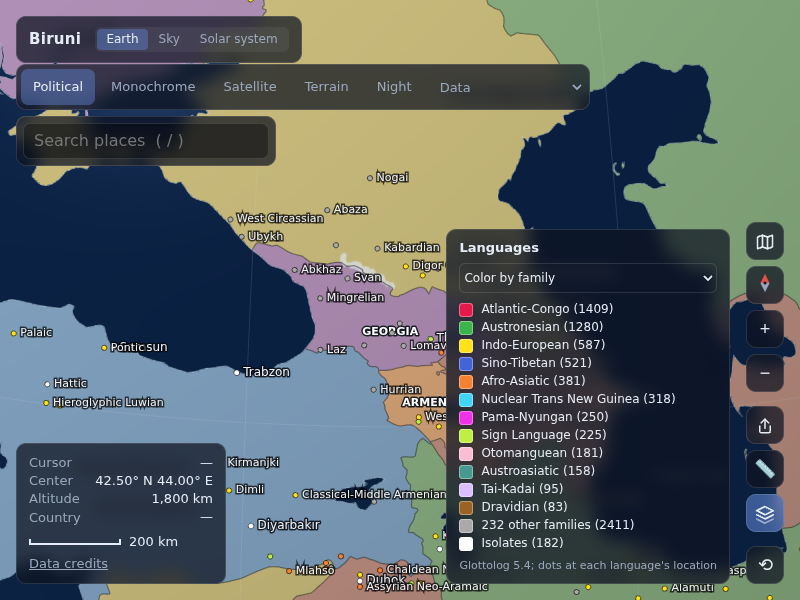 Biruni Earth Sky Solar system
Political Monochrome Satellite Terrain Night Data
Search places ( / )
Nogai
Abaza
West Circassian
Ubykh
Kabardian
Digor
Abkhaz
Svan
Mingrelian
GEORGIA
Laz
Palaic
Pontic
Trabzon
Hattic
Hurrian
Hieroglyphic Luwian
ARMEN
Wes
Kirmanjki
Dimli
Classical-Middle Armenian
Diyarbakır
Mlahsô
Chaldean N
Duhok
Assyrian Neo-Aramaic
Alamuti
Cursor —
Center 42.50° N 44.00° E
Altitude 1,800 km
Country —
200 km
Data credits
Languages
Color by family
Atlantic-Congo (1409)
Austronesian (1280)
Indo-European (587)
Sino-Tibetan (521)
Afro-Asiatic (381)
Nuclear Trans New Guinea (318)
Pama-Nyungan (250)
Sign Language (225)
Otomanguean (181)
Austroasiatic (158)
Tai-Kadai (95)
Dravidian (83)
232 other families (2411)
Isolates (182)
Glottolog 5.4; dots at each language's location
+
−